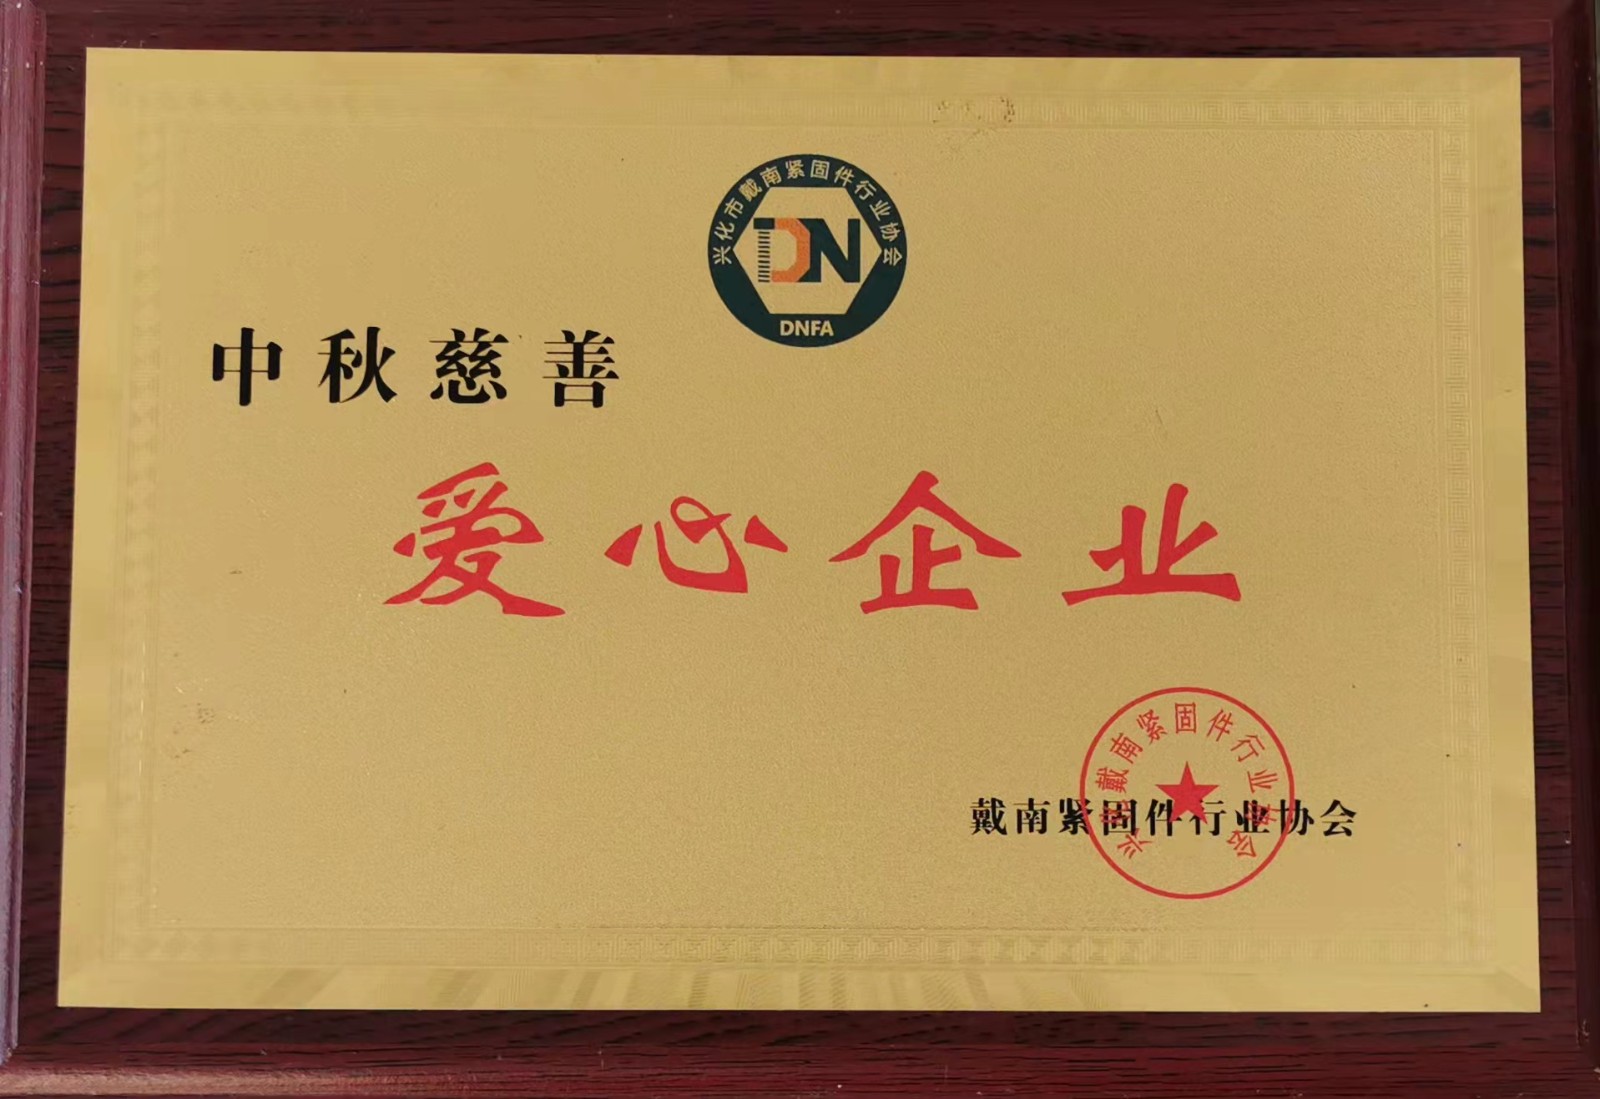 兴化市戴南紧固件行业协会
DN
DNFA
中秋慈善
爱心企业
戴南紧固件行业协会
兴化戴南紧固件行业协会